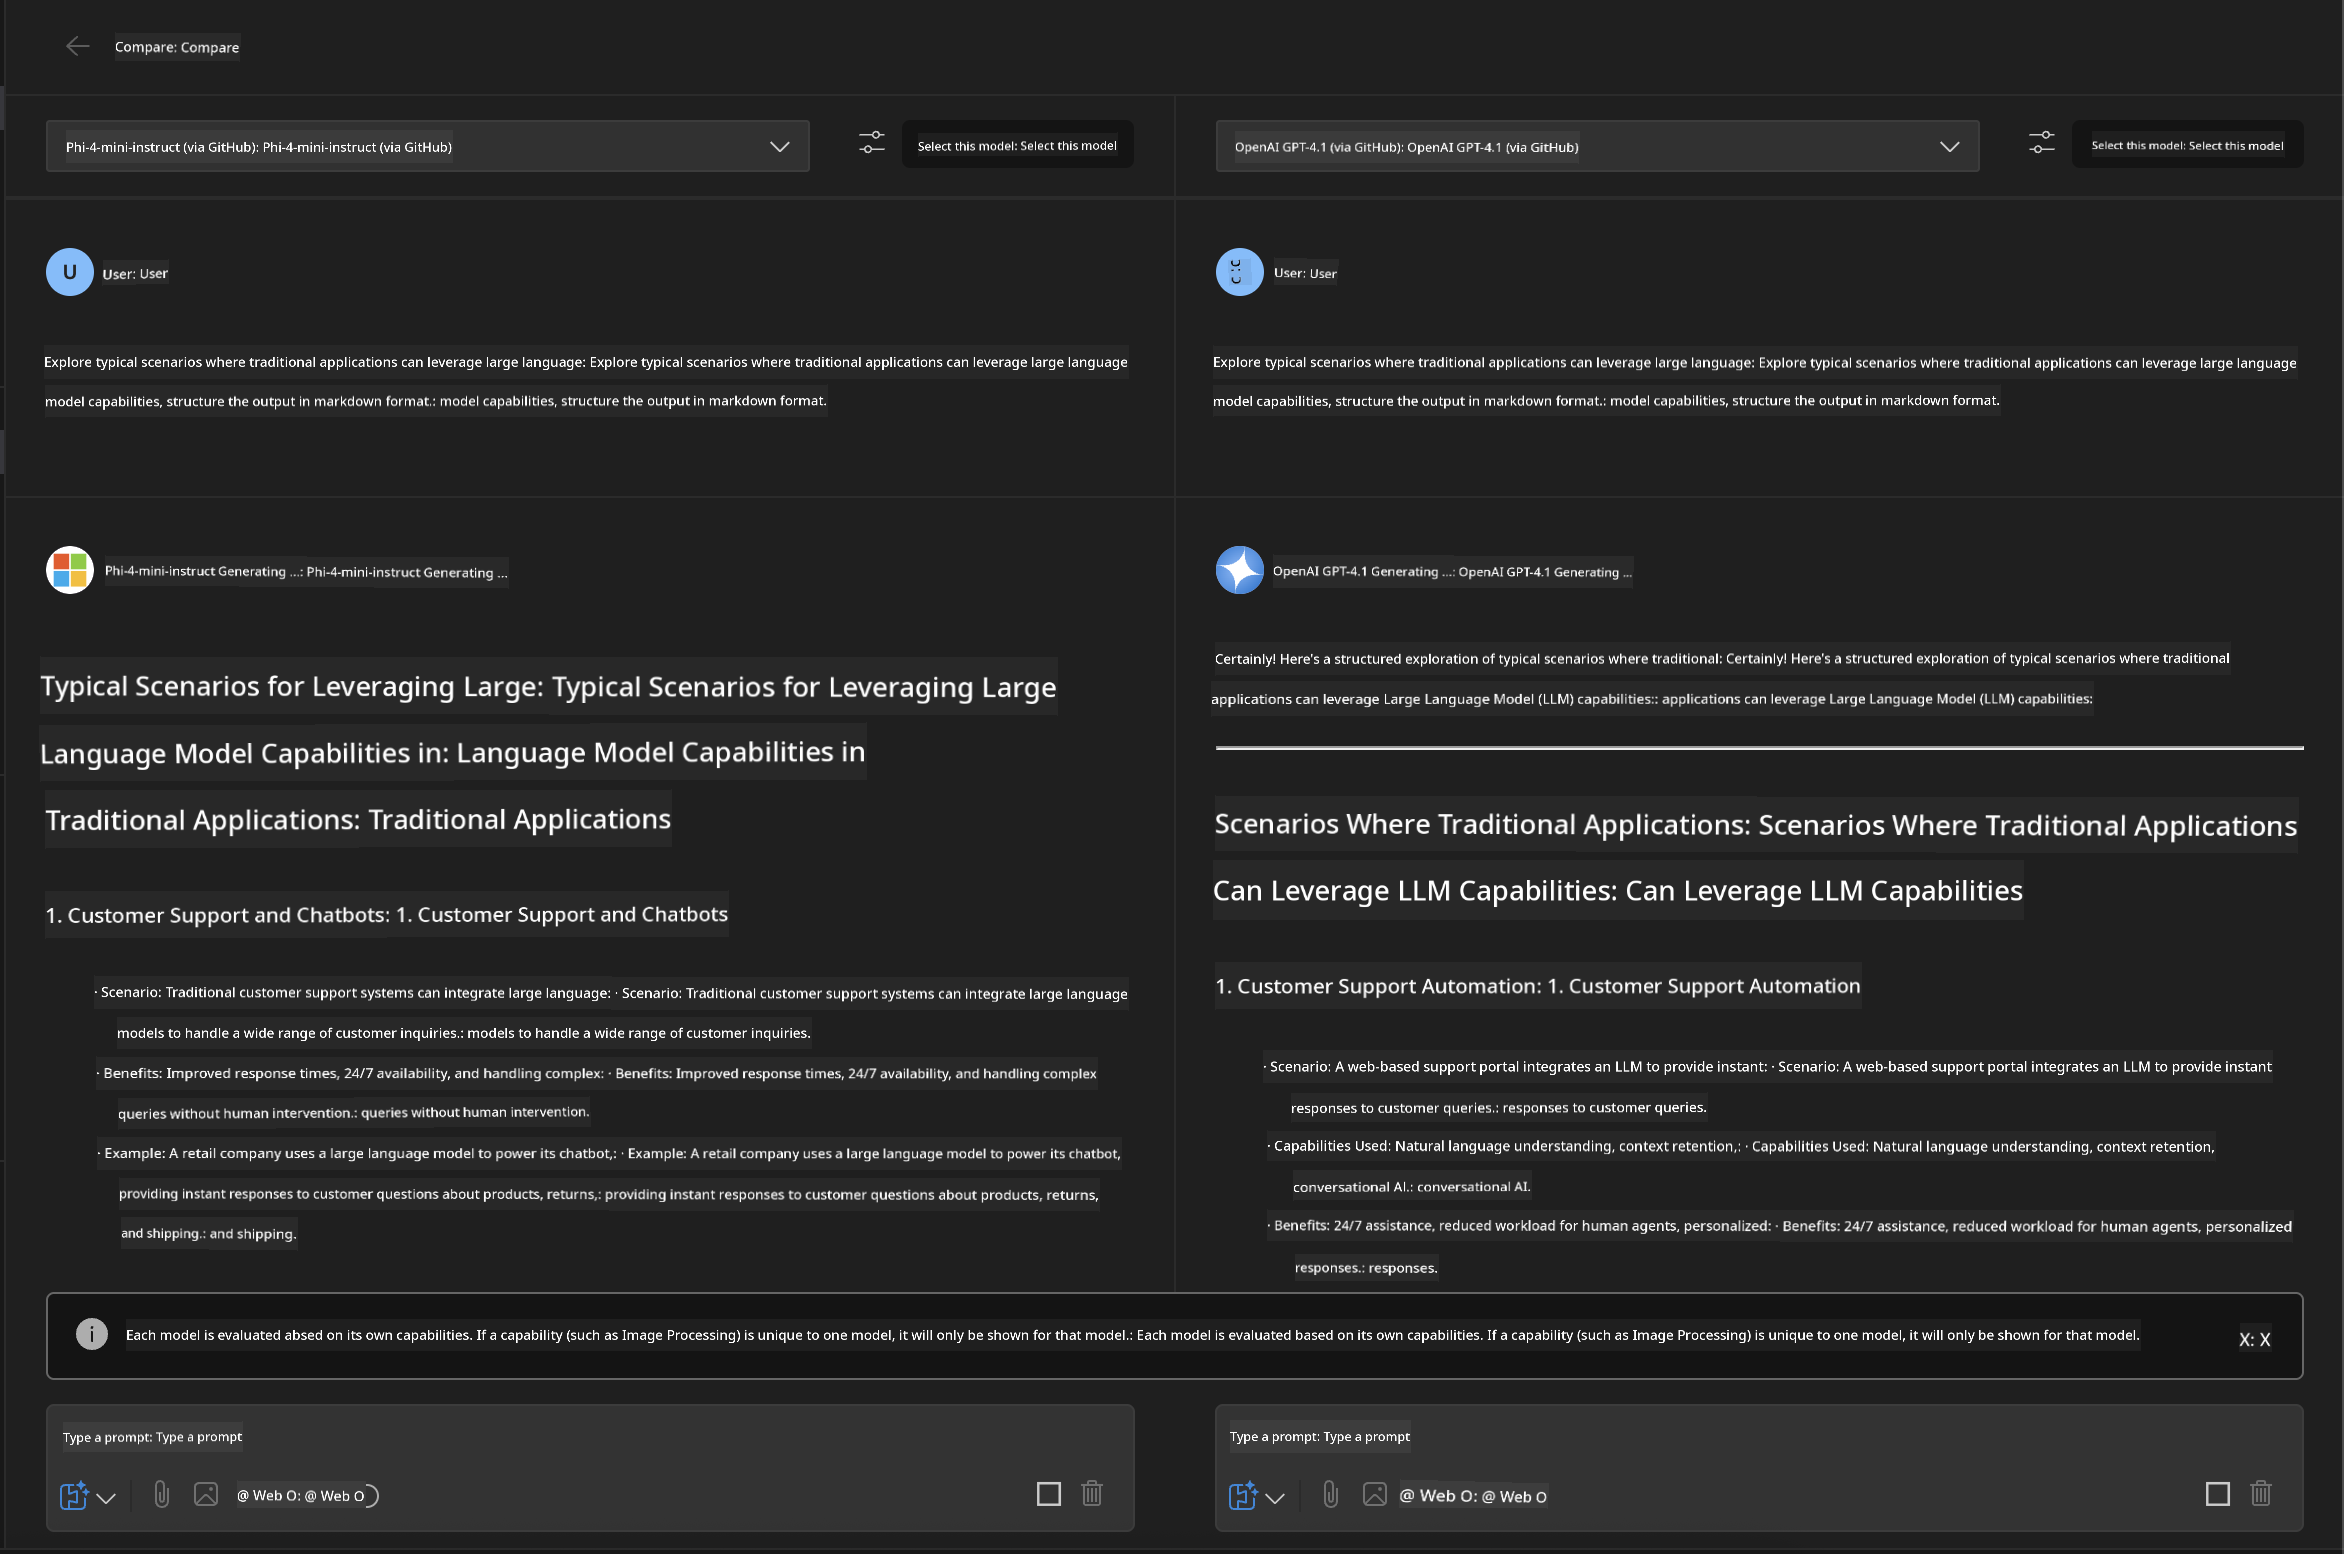 Compare: Compare
Phi-4-mini-instruct (via GitHub): Phi-4-mini-instruct (via GitHub)
Select this model: Select this model
U
User: User
Explore typical scenarios where traditional applications can leverage large language: Explore typical scenarios where traditional applications can leverage large language
model capabilities, structure the output in markdown format.: model capabilities, structure the output in markdown format.
Phi-4-mini-instruct Generating ...: Phi-4-mini-instruct Generating ...
Typical Scenarios for Leveraging Large: Typical Scenarios for Leveraging Large
Language Model Capabilities in: Language Model Capabilities in
Traditional Applications: Traditional Applications
1. Customer Support and Chatbots: 1. Customer Support and Chatbots
· Scenario: Traditional customer support systems can integrate large language: · Scenario: Traditional customer support systems can integrate large language
models to handle a wide range of customer inquiries.: models to handle a wide range of customer inquiries.
· Benefits: Improved response times, 24/7 availability, and handling complex: · Benefits: Improved response times, 24/7 availability, and handling complex
queries without human intervention.: queries without human intervention.
· Example: A retail company uses a large language model to power its chatbot,: · Example: A retail company uses a large language model to power its chatbot,
providing instant responses to customer questions about products, returns,: providing instant responses to customer questions about products, returns,
and shipping.: and shipping.
OpenAI GPT-4.1 (via GitHub): OpenAI GPT-4.1 (via GitHub)
Select this model: Select this model
U: U
User: User
Explore typical scenarios where traditional applications can leverage large language: Explore typical scenarios where traditional applications can leverage large language
model capabilities, structure the output in markdown format.: model capabilities, structure the output in markdown format.
OpenAI GPT-4.1 Generating ...: OpenAI GPT-4.1 Generating ...
Certainly! Here's a structured exploration of typical scenarios where traditional: Certainly! Here's a structured exploration of typical scenarios where traditional
applications can leverage Large Language Model (LLM) capabilities:: applications can leverage Large Language Model (LLM) capabilities:
Scenarios Where Traditional Applications: Scenarios Where Traditional Applications
Can Leverage LLM Capabilities: Can Leverage LLM Capabilities
1. Customer Support Automation: 1. Customer Support Automation
· Scenario: A web-based support portal integrates an LLM to provide instant: · Scenario: A web-based support portal integrates an LLM to provide instant
responses to customer queries.: responses to customer queries.
· Capabilities Used: Natural language understanding, context retention,: · Capabilities Used: Natural language understanding, context retention,
conversational AI.: conversational AI.
· Benefits: 24/7 assistance, reduced workload for human agents, personalized: · Benefits: 24/7 assistance, reduced workload for human agents, personalized
responses.: responses.
Each model is evaluated absed on its own capabilities. If a capability (such as Image Processing) is unique to one model, it will only be shown for that model.: Each model is evaluated based on its own capabilities. If a capability (such as Image Processing) is unique to one model, it will only be shown for that model.
X: X
Type a prompt: Type a prompt
@ Web O: @ Web O
Type a prompt: Type a prompt
@ Web O: @ Web O